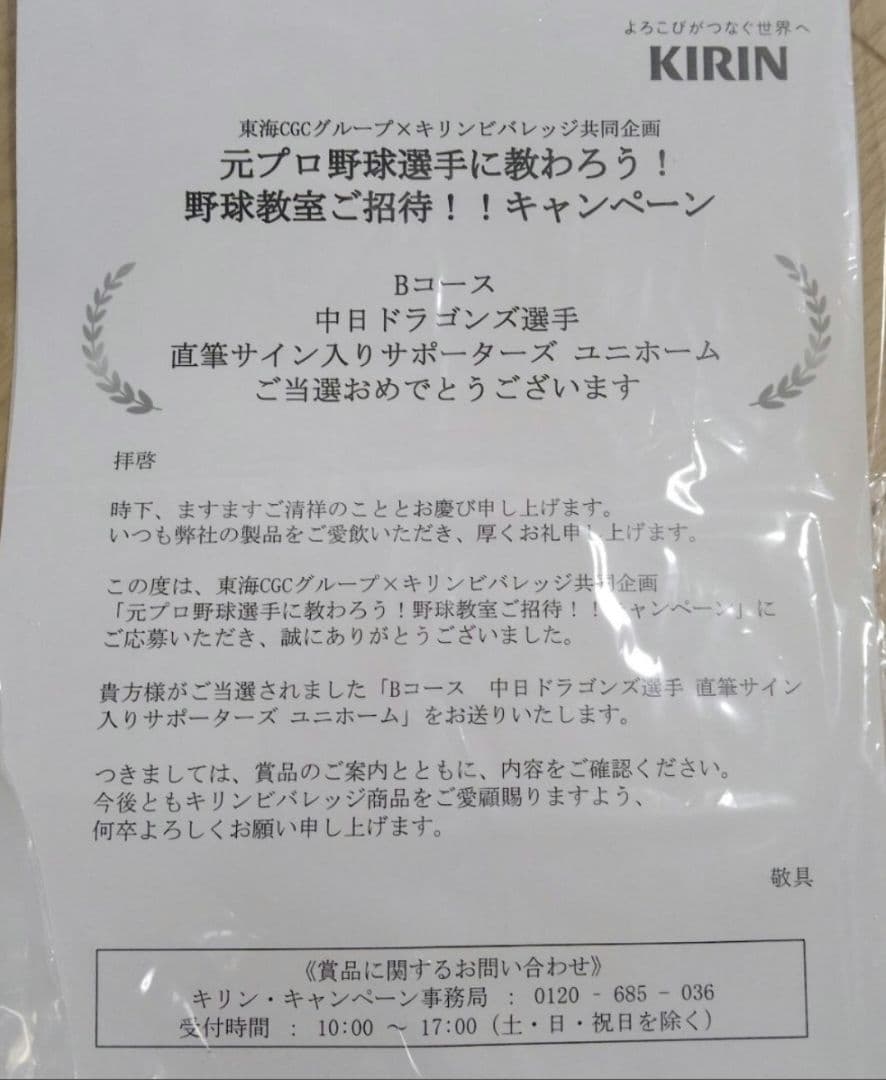 よろこびがつなぐ世界へ
KIRIN
東海CGCグループ×キリンビバレッジ共同企画
元プロ野球選手に教わろう！
野球教室ご招待！！キャンペーン
Bコース
中日ドラゴンズ選手
直筆サイン入りサポーターズ ユニホーム
ご当選おめでとうございます
拝啓
時下、ますますご清祥のこととお慶び申し上げます。
いつも弊社の製品をご愛飲いただき、厚くお礼申し上げます。
この度は、東海CGCグループ×キリンビバレッジ共同企画
「元プロ野球選手に教わろう！野球教室ご招待！！キャンペーン」に
ご応募いただき、誠にありがとうございました。
貴方様がご当選されました「Bコース　中日ドラゴンズ選手 直筆サイン
入りサポーターズ ユニホーム」をお送りいたします。
つきましては、賞品のご案内とともに、内容をご確認ください。
今後ともキリンビバレッジ商品をご愛顧賜りますよう、
何卒よろしくお願い申し上げます。
敬具
《賞品に関するお問い合わせ》
キリン・キャンペーン事務局 ： 0120 － 685 － 036
受付時間 ： 10:00 ～ 17:00（土・日・祝日を除く）